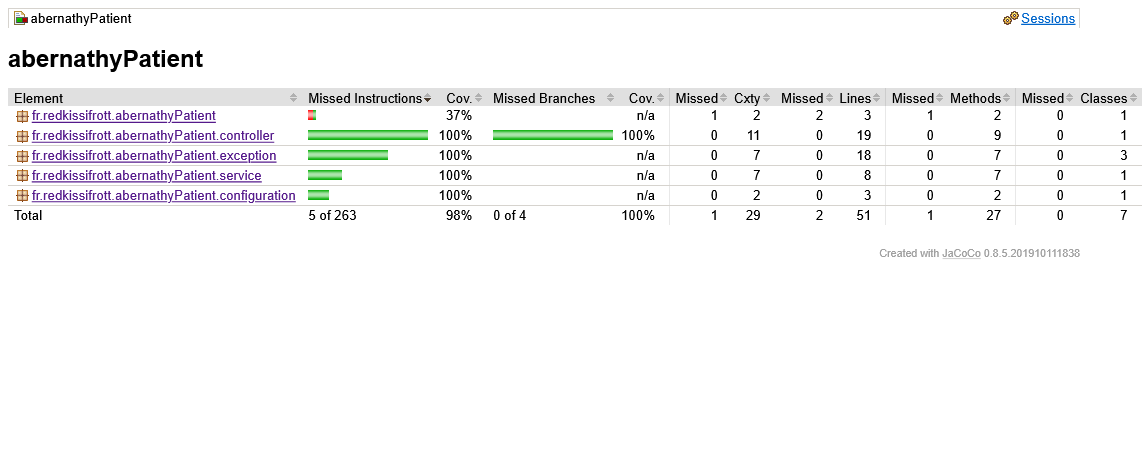 abernathyPatient Sessions
abernathyPatient
Element Missed Instructions Cov. Missed Branches Cov. Missed Cxty Missed Lines Missed Methods Missed Classes
fr.redkissifrott.abernathyPatient 37% n/a 1 2 2 3 1 2 0 1
fr.redkissifrott.abernathyPatient.controller 100% 100% 0 11 0 19 0 9 0 1
fr.redkissifrott.abernathyPatient.exception 100% n/a 0 7 0 18 0 7 0 3
fr.redkissifrott.abernathyPatient.service 100% n/a 0 7 0 8 0 7 0 1
fr.redkissifrott.abernathyPatient.configuration 100% n/a 0 2 0 3 0 2 0 1
Total 5 of 263 98% 0 of 4 100% 1 29 2 51 1 27 0 7
Created with JaCoCo 0.8.5.201910111838